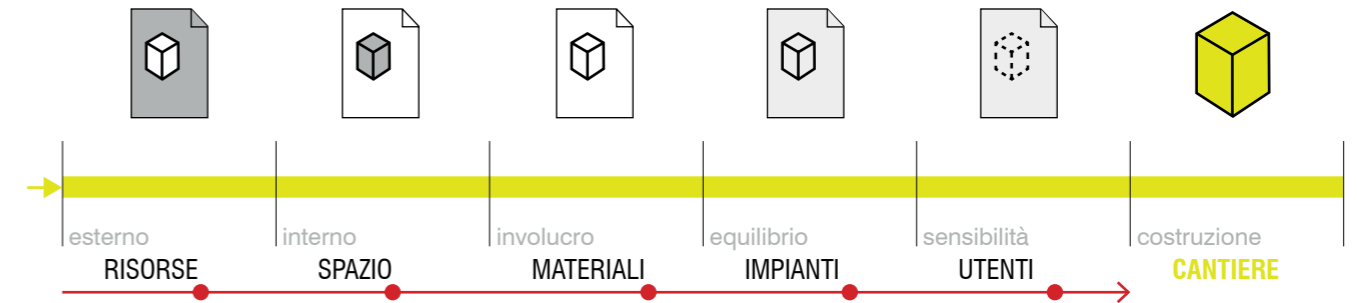 esterno interno involucro equilibrio sensibilità costruzione
RISORSE SPAZIO MATERIALI IMPIANTI UTENTI CANTIERE